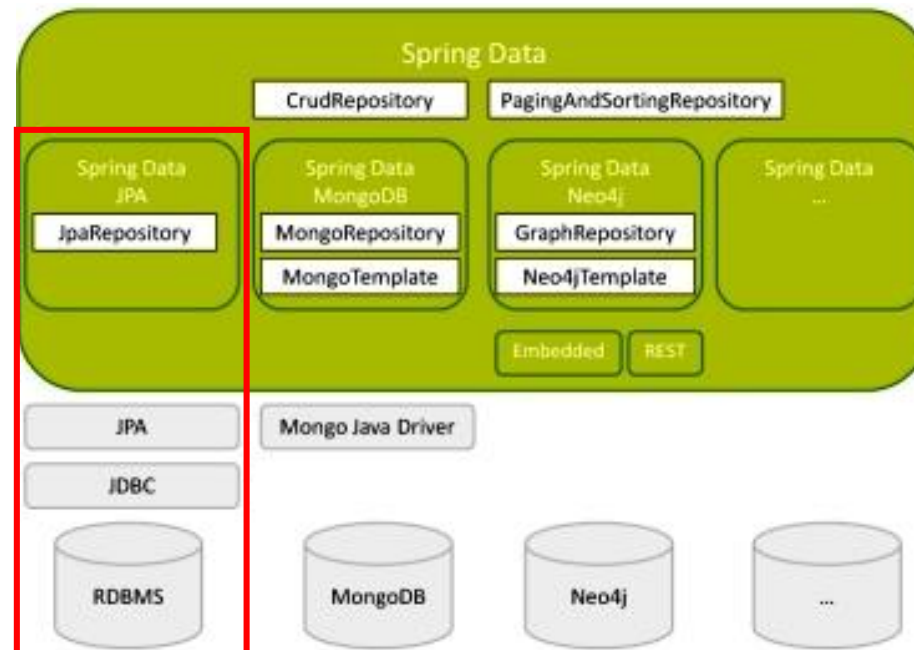 Spring Data
CrudRepository
PagingAndSortingRepository
Spring Data
JPA
JpaRepository
Spring Data
MongoDB
MongoRepository
MongoTemplate
Spring Data
Neo4j
GraphRepository
Neo4jTemplate
Spring Data
...
Embedded
REST
JPA
Mongo Java Driver
JDBC
RDBMS
MongoDB
Neo4j
...